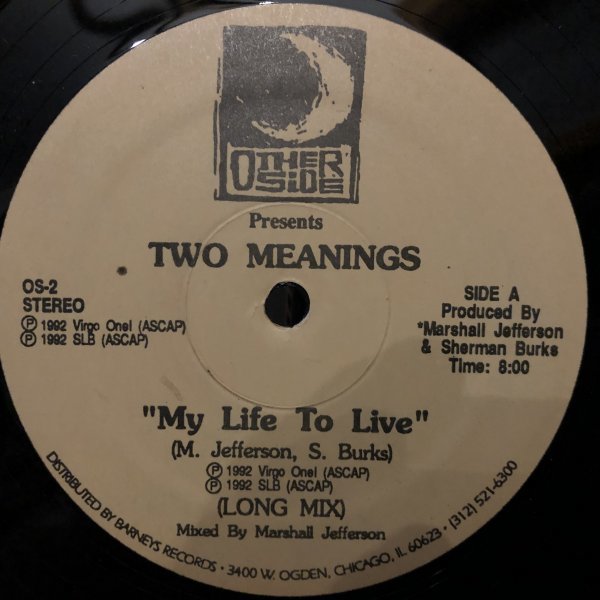 OTHER
SIDE
Presents
TWO MEANINGS
OS-2
STEREO
℗ 1992 Virgo One! (ASCAP)
℗ 1992 SLB (ASCAP)
SIDE A
Produced By
*Marshall Jefferson
& Sherman Burks
Time: 8:00
"My Life To Live"
(M. Jefferson, S. Burks)
℗ 1992 Virgo One! (ASCAP)
℗ 1992 SLB (ASCAP)
(LONG MIX)
Mixed By Marshall Jefferson
DISTRIBUTED BY BARNEYS RECORDS • 3400 W. OGDEN, CHICAGO, IL 60623 • (312) 521-6300